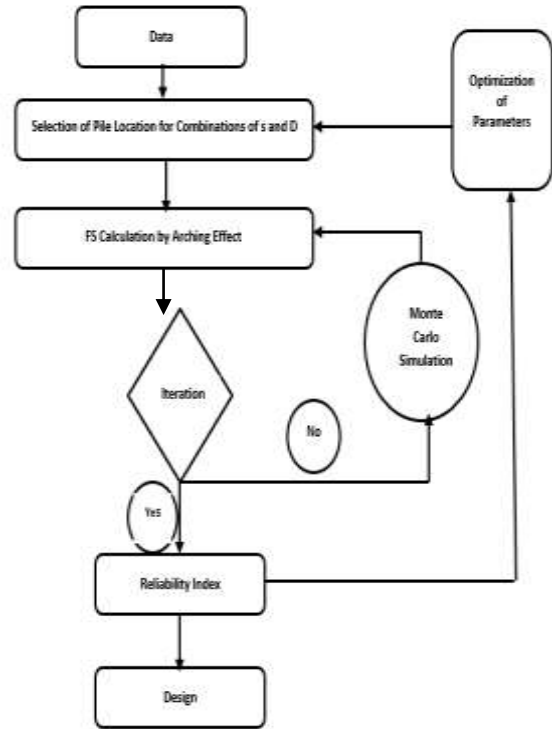 Data
Optimization
of
Parameters
Selection of Pile Location for Combinations of s and D
FS Calculation by Arching Effect
Monte
Carlo
Simulation
Iteration
No
Yes
Reliability Index
Design